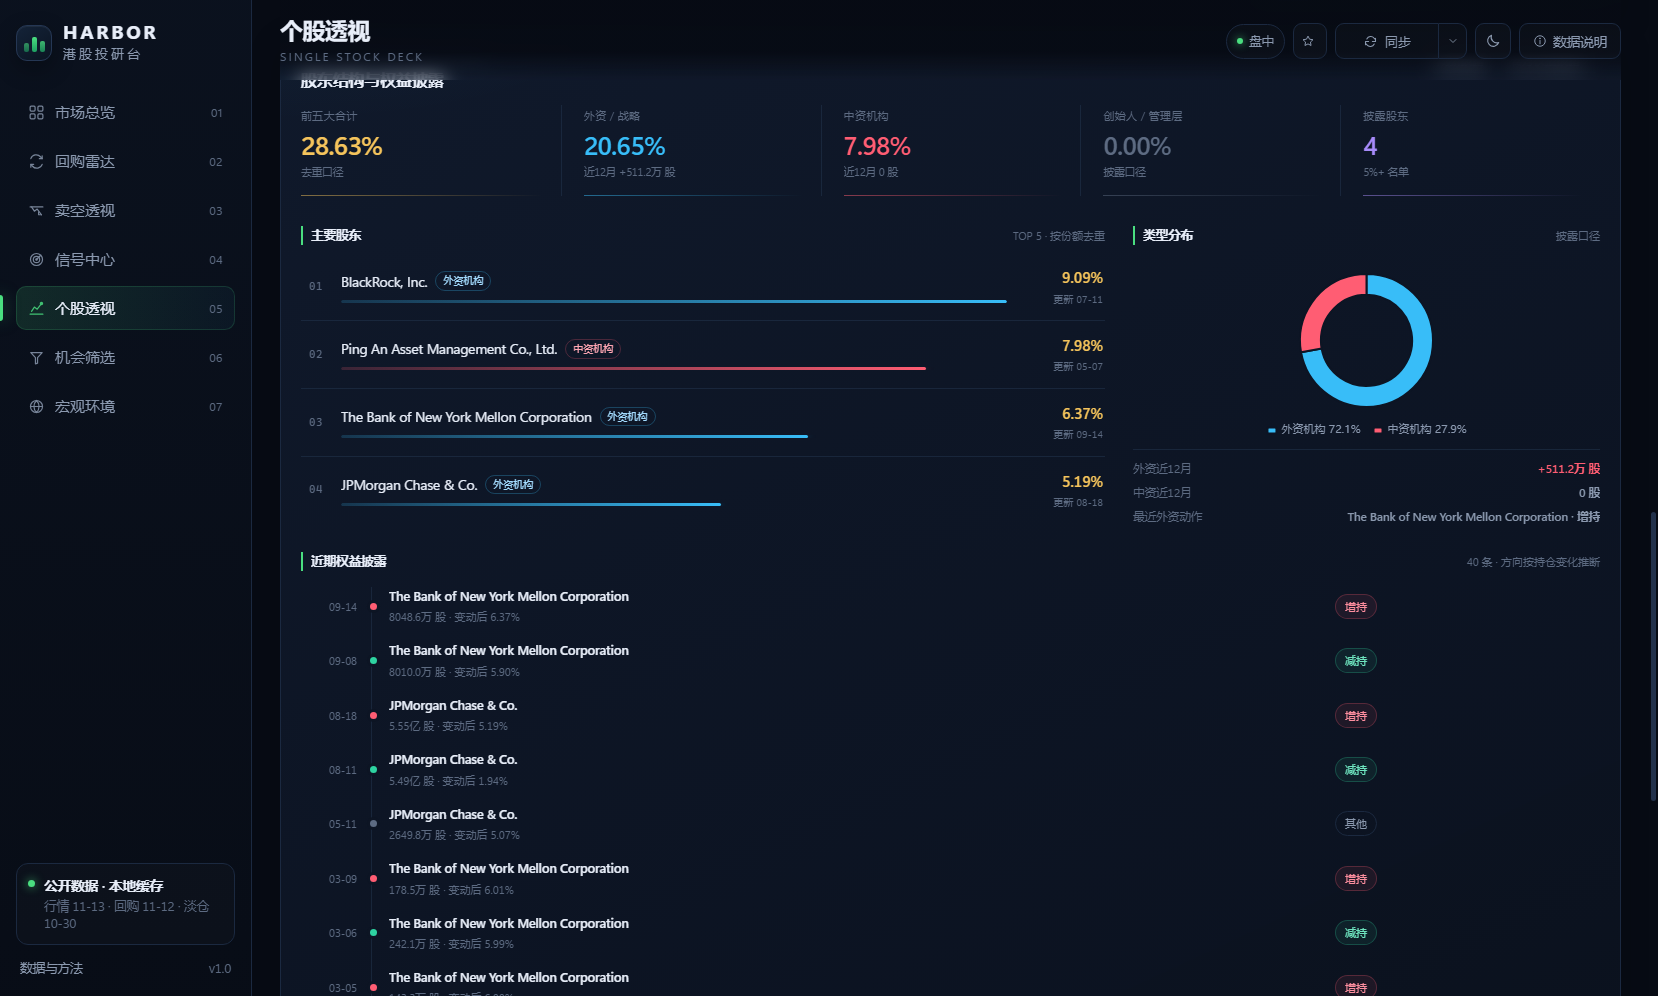 HARBOR
港股投研台
市场总览 01
回购雷达 02
卖空透视 03
信号中心 04
个股透视 05
机会筛选 06
宏观环境 07
公开数据 · 本地缓存
行情 11-13 · 回购 11-12 · 淡仓
10-30
数据与方法 v1.0
个股透视
SINGLE STOCK DECK
盘中
同步
数据说明
股东结构与权益披露
前五大合计
28.63%
去重口径
外资 / 战略
20.65%
近12月 +511.2万 股
中资机构
7.98%
近12月 0 股
创始人 / 管理层
0.00%
披露口径
披露股东
4
5%+ 名单
主要股东
TOP 5 · 按份额去重
01 BlackRock, Inc. 外资机构 9.09%
更新 07-11
02 Ping An Asset Management Co., Ltd. 中资机构 7.98%
更新 05-07
03 The Bank of New York Mellon Corporation 外资机构 6.37%
更新 09-14
04 JPMorgan Chase & Co. 外资机构 5.19%
更新 08-18
类型分布
披露口径
外资机构 72.1% 中资机构 27.9%
外资近12月 +511.2万 股
中资近12月 0 股
最近外资动作 The Bank of New York Mellon Corporation · 增持
近期权益披露
40 条 · 方向按持仓变化推断
09-14 The Bank of New York Mellon Corporation 增持
8048.6万 股 · 变动后 6.37%
09-08 The Bank of New York Mellon Corporation 减持
8010.0万 股 · 变动后 5.90%
08-18 JPMorgan Chase & Co. 增持
5.55亿 股 · 变动后 5.19%
08-11 JPMorgan Chase & Co. 减持
5.49亿 股 · 变动后 1.94%
05-11 JPMorgan Chase & Co. 其他
2649.8万 股 · 变动后 5.07%
03-09 The Bank of New York Mellon Corporation 增持
178.5万 股 · 变动后 6.01%
03-06 The Bank of New York Mellon Corporation 减持
242.1万 股 · 变动后 5.99%
03-05 The Bank of New York Mellon Corporation 增持